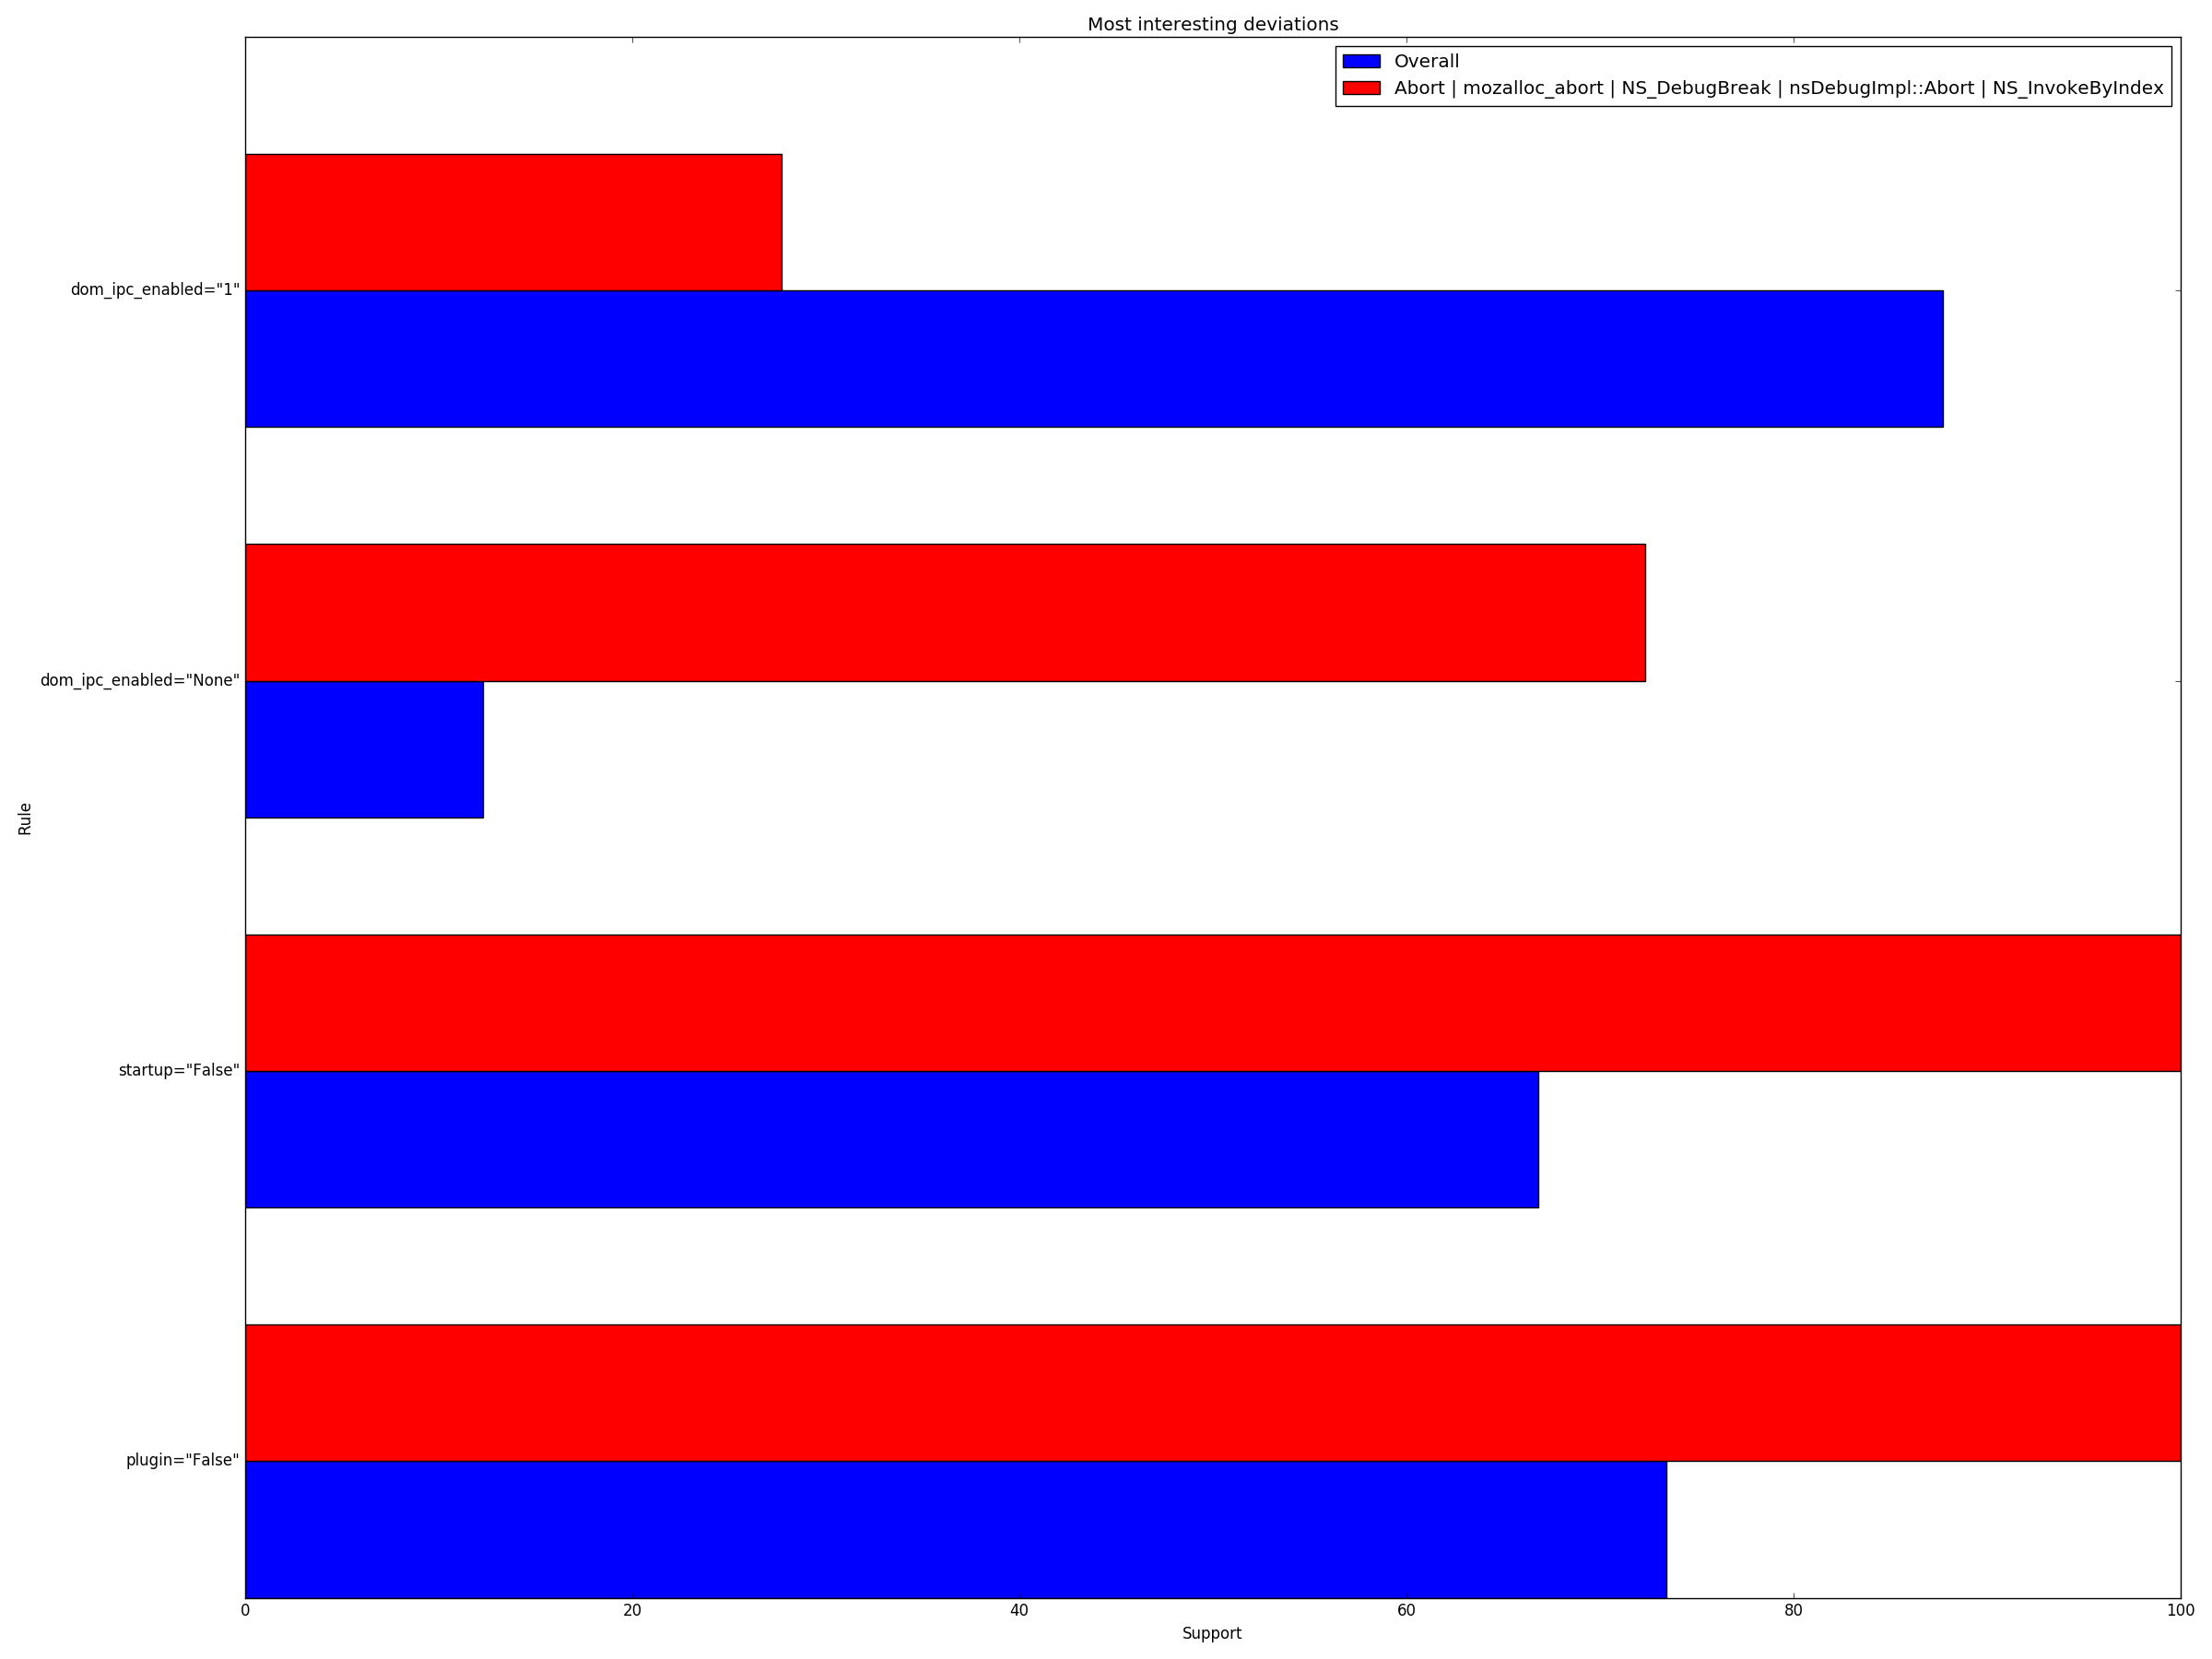 Most interesting deviations
Overall
Abort | mozalloc_abort | NS_DebugBreak | nsDebugImpl::Abort | NS_InvokeByIndex
dom_ipc_enabled="1"
dom_ipc_enabled="None"
Rule
startup="False"
plugin="False"
0 20 40 60 80 100
Support